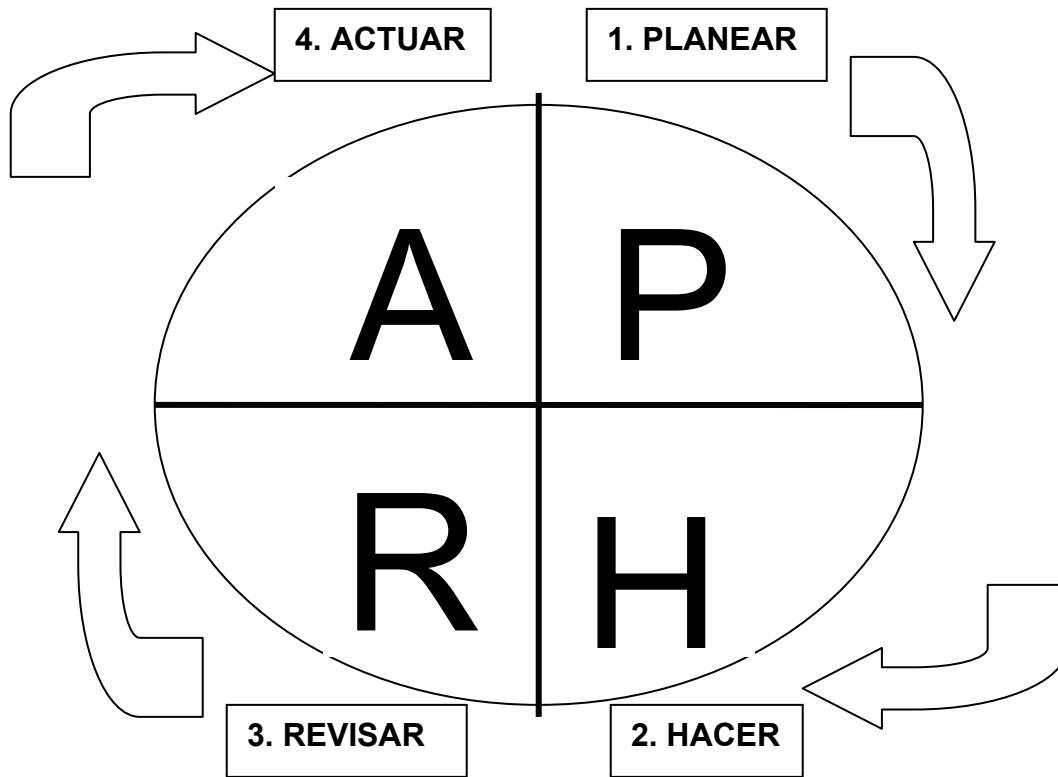 4. ACTUAR
1. PLANEAR
A
P
R
H
3. REVISAR
2. HACER